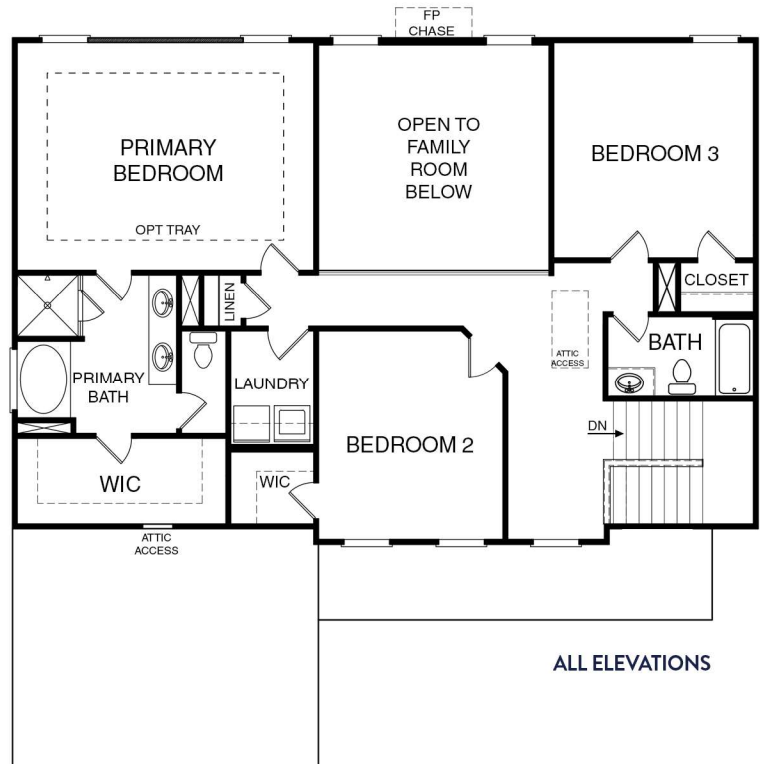 FP
CHASE
PRIMARY
BEDROOM
OPT TRAY
OPEN TO
FAMILY
ROOM
BELOW
BEDROOM 3
LINEN
CLOSET
PRIMARY
BATH
LAUNDRY
ATTIC
ACCESS
BATH
DN
BEDROOM 2
WIC
WIC
ATTIC
ACCESS
ALL ELEVATIONS